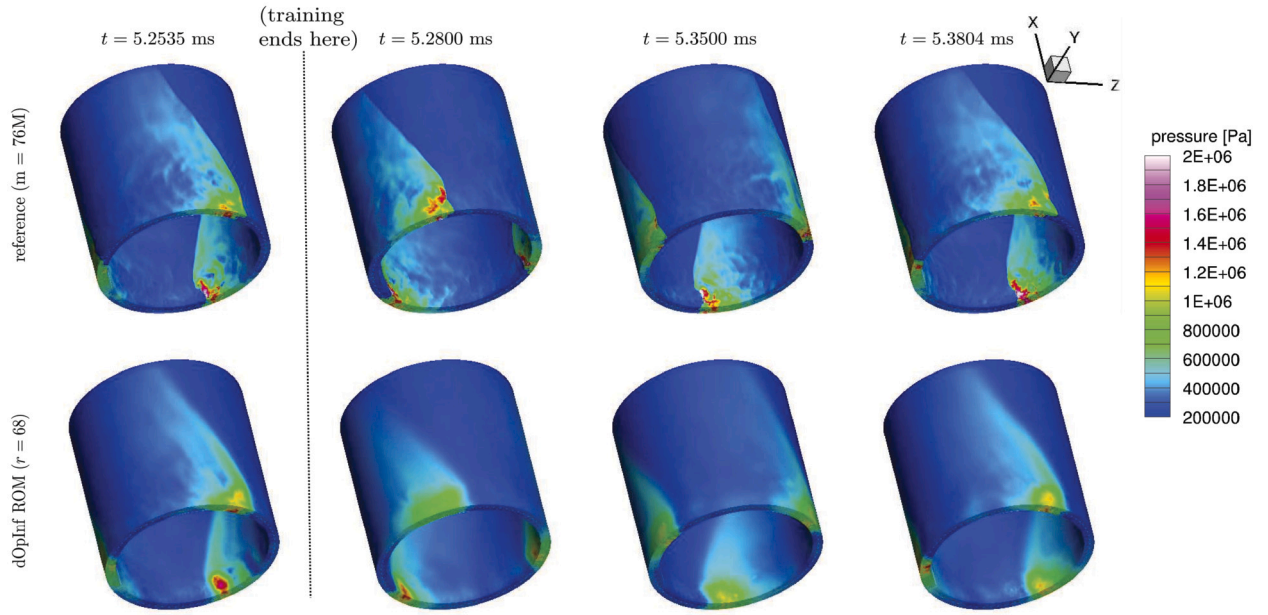 (training
ends here)
t = 5.2535 ms
t = 5.2800 ms
t = 5.3500 ms
t = 5.3804 ms
X
Y
Z
reference (m = 76M)
pressure [Pa]
2E+06
1.8E+06
1.6E+06
1.4E+06
1.2E+06
1E+06
800000
600000
400000
200000
dOpInf ROM (r = 68)